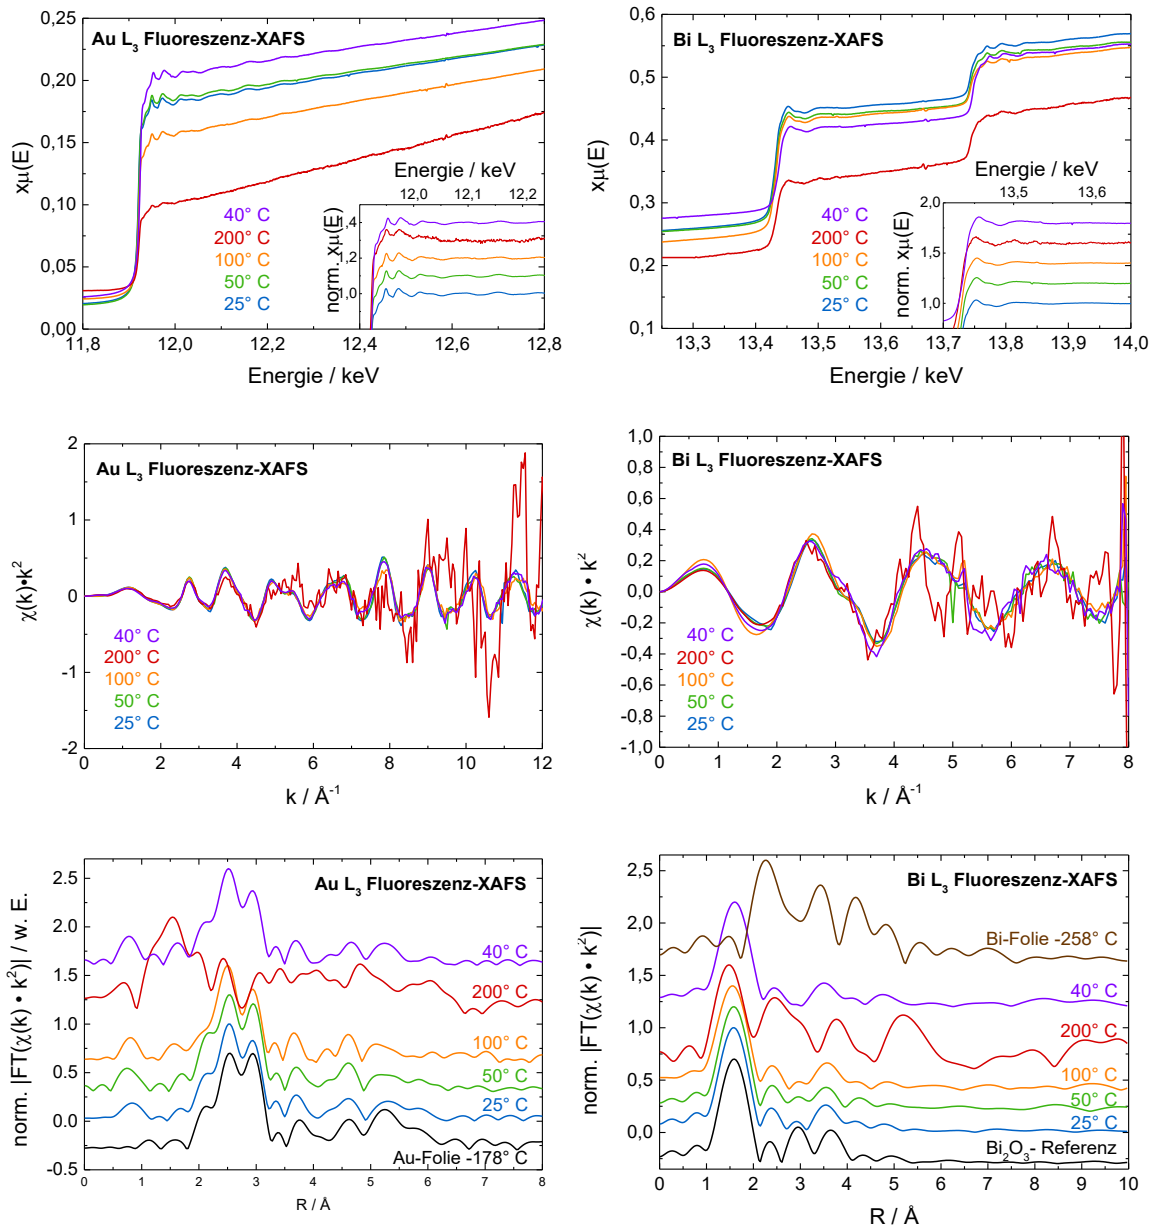 Au L3 Fluoreszenz-XAFS
0,25
0,20
0,15
0,10
0,05
0,00
xµ(E)
11,8
12,0
12,2
12,4
12,6
12,8
Energie / keV
40° C
200° C
100° C
50° C
25° C
Energie / keV
12,0
12,2
1,4
1,2
1,0
norm. xµ(E)
Bi L3 Fluoreszenz-XAFS
0,6
0,5
0,4
0,3
0,2
0,1
xµ(E)
13,3
13,4
13,5
13,6
13,7
13,8
13,9
14,0
Energie / keV
40° C
200° C
100° C
50° C
25° C
Energie / keV
13,5
13,6
2,0
1,5
1,0
norm. xµ(E)
Au L3 Fluoreszenz-XAFS
2
1
0
-1
-2
χ(k)•k2
40° C
200° C
100° C
50° C
25° C
0
2
4
6
8
10
12
k / Å-1
Bi L3 Fluoreszenz-XAFS
1,0
0,8
0,6
0,4
0,2
0,0
-0,2
-0,4
-0,6
-0,8
-1,0
χ(k) • k2
40° C
200° C
100° C
50° C
25° C
0
1
2
3
4
5
6
7
8
k / Å-1
Au L3 Fluoreszenz-XAFS
2.5
2.0
1.5
1.0
0.5
0.0
-0.5
norm. |FT(χ(k) • k2)| / w. E.
40° C
200° C
100° C
50° C
25° C
Au-Folie -178° C
0
1
2
3
4
5
6
7
8
R / Å
Bi L3 Fluoreszenz-XAFS
2,5
2,0
1,5
1,0
0,5
0,0
norm. |FT(χ(k) • k2)|
Bi-Folie -258° C
40° C
200° C
100° C
50° C
25° C
Bi2O3- Referenz
0
1
2
3
4
5
6
7
8
9
10
R / Å